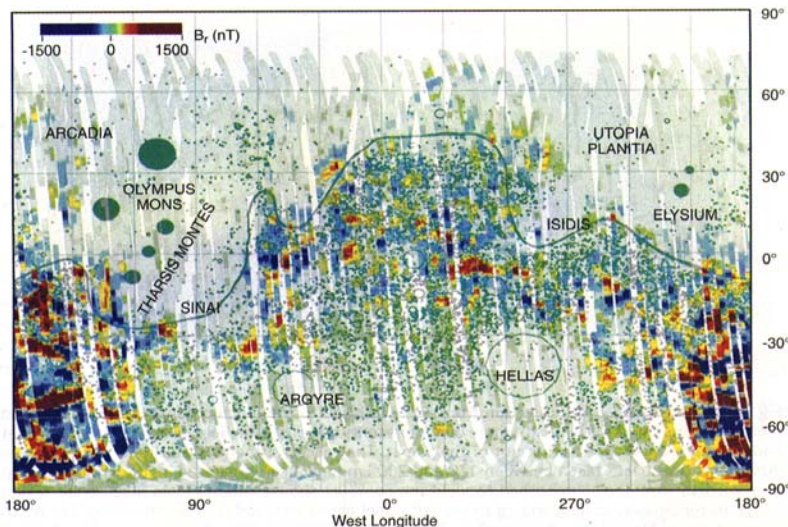 -1500
0
1500
Br (nT)
ARCADIA
OLYMPUS
MONS
THARSIS MONTES
SINAI
ARGYRE
HELLAS
ISIDIS
UTOPIA
PLANITIA
ELYSIUM
90°
60°
30°
0°
-30°
-60°
-90°
180°
90°
0°
270°
180°
West Longitude